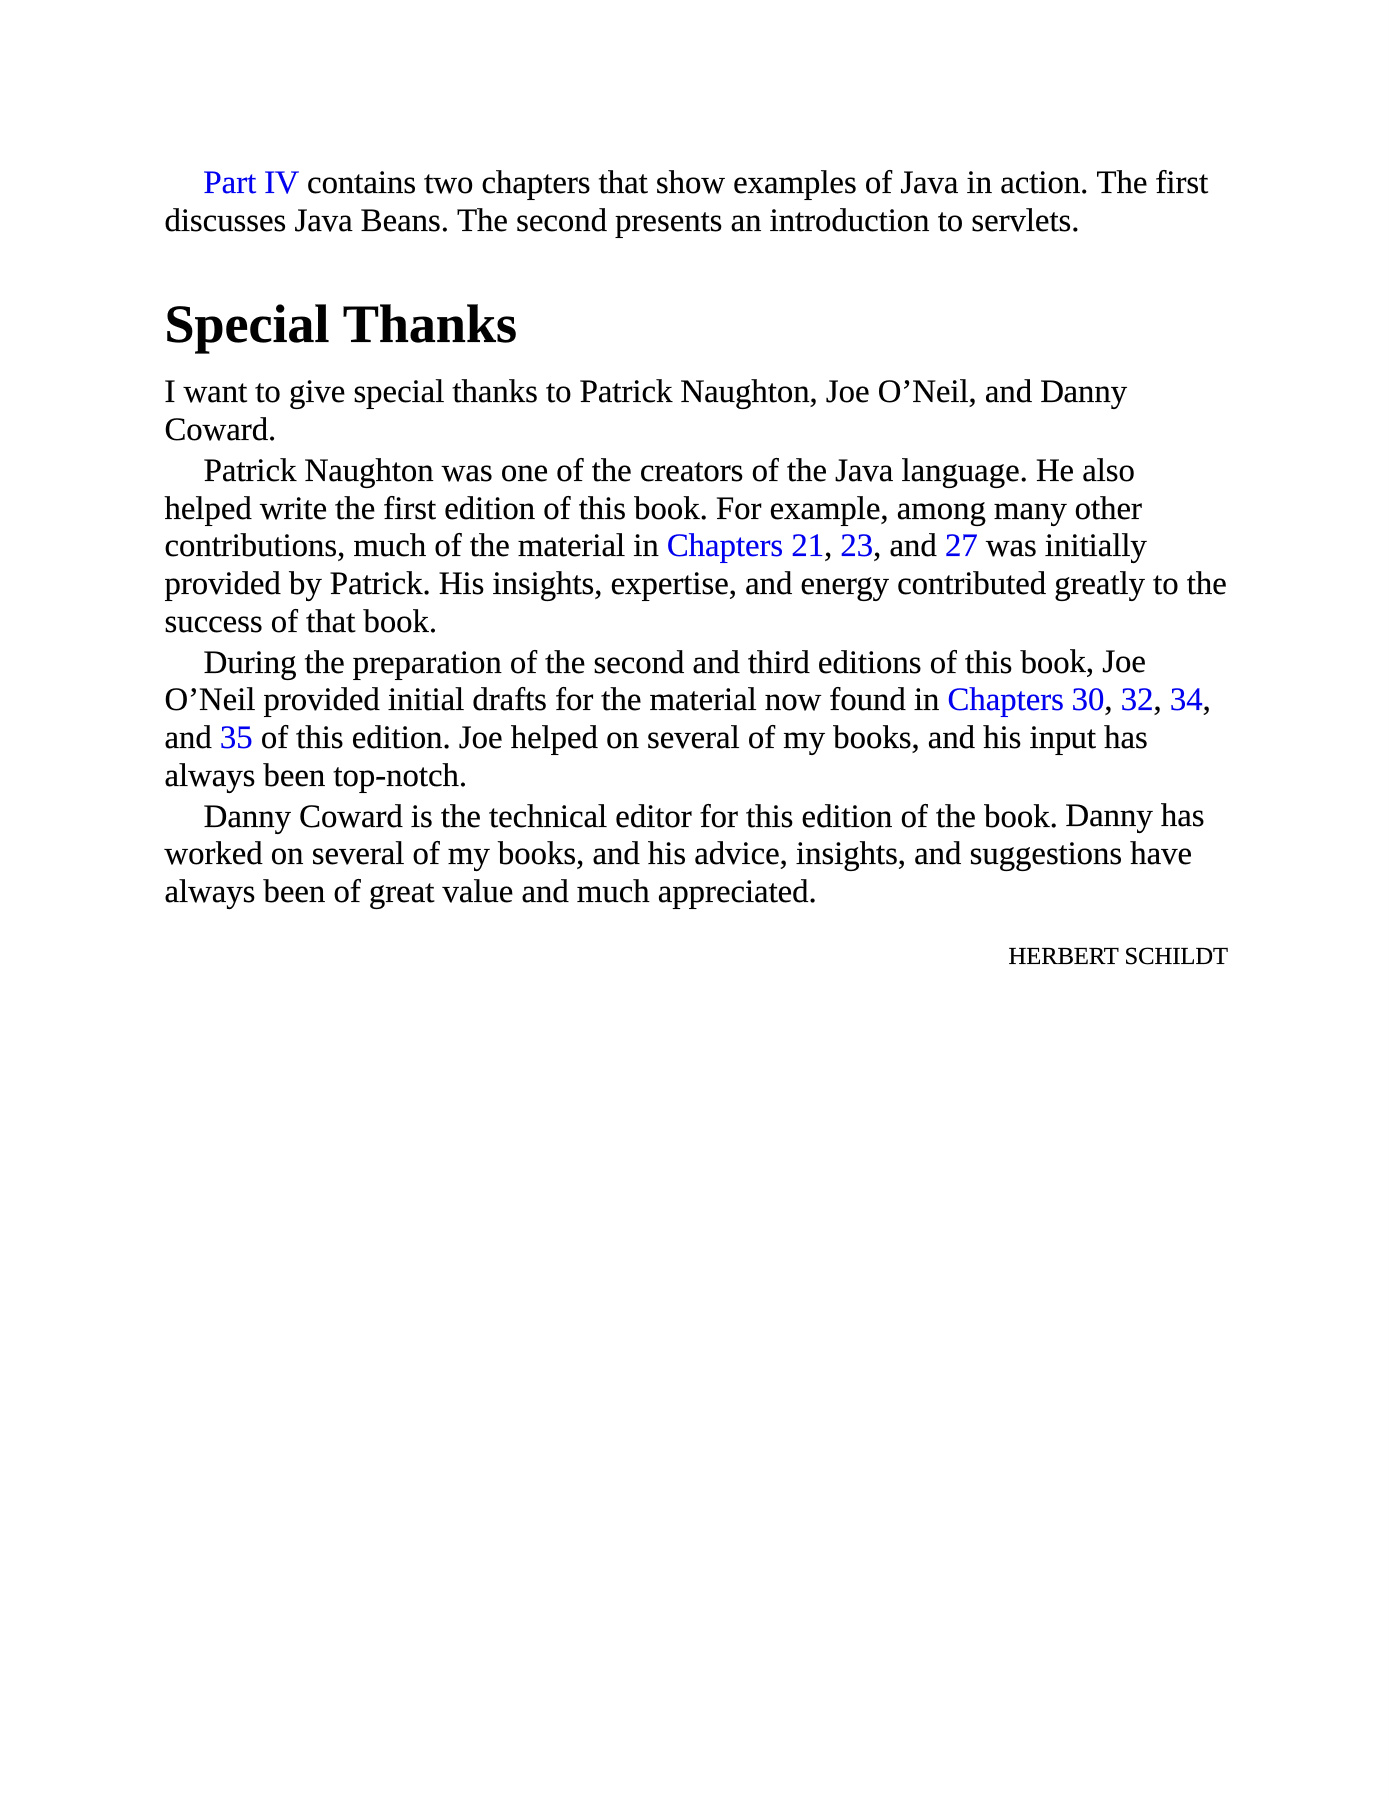 Part IV contains two chapters that show examples of Java in action. The first
discusses Java Beans. The second presents an introduction to servlets.
Special Thanks
I want to give special thanks to Patrick Naughton, Joe O’Neil, and Danny
Coward.
Patrick Naughton was one of the creators of the Java language. He also
helped write the first edition of this book. For example, among many other
contributions, much of the material in Chapters 21, 23, and 27 was initially
provided by Patrick. His insights, expertise, and energy contributed greatly to the
success of that book.
During the preparation of the second and third editions of this book, Joe
O’Neil provided initial drafts for the material now found in Chapters 30, 32, 34,
and 35 of this edition. Joe helped on several of my books, and his input has
always been top-notch.
Danny Coward is the technical editor for this edition of the book. Danny has
worked on several of my books, and his advice, insights, and suggestions have
always been of great value and much appreciated.
HERBERT SCHILDT